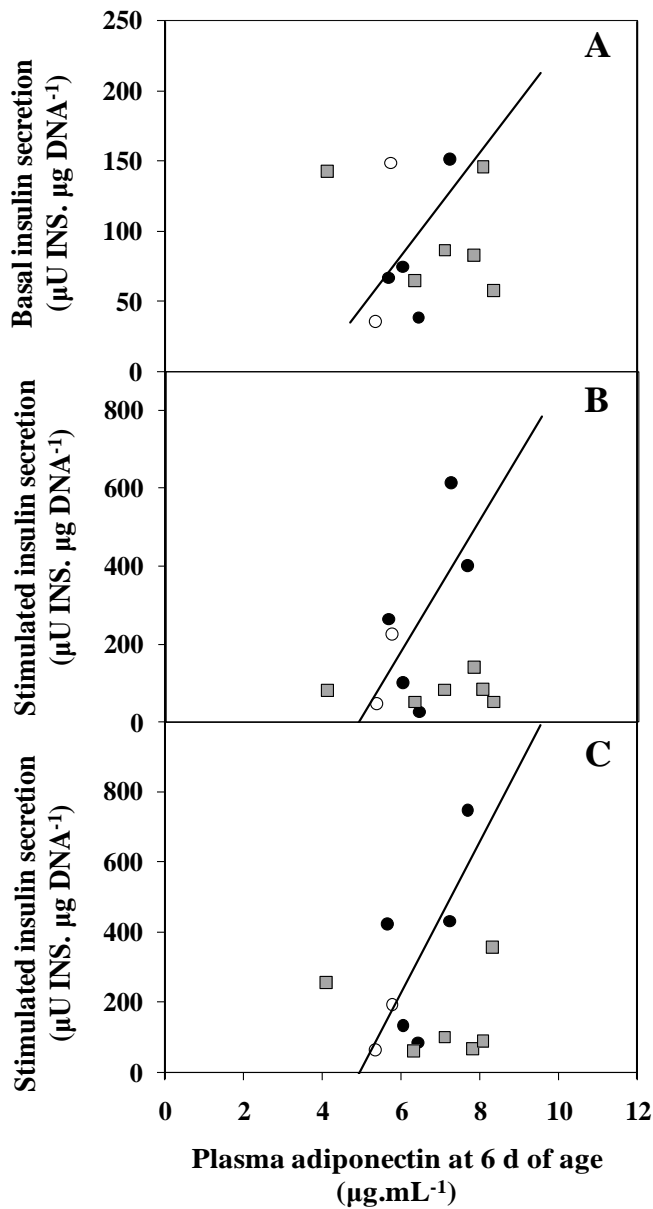 A
Basal insulin secretion
(µU INS. µg DNA⁻¹)
250
200
150
100
50
0
B
Stimulated insulin secretion
(µU INS. µg DNA⁻¹)
800
600
400
200
0
C
Stimulated insulin secretion
(µU INS. µg DNA⁻¹)
800
600
400
200
0
0 2 4 6 8 10 12
Plasma adiponectin at 6 d of age
(µg.mL⁻¹)